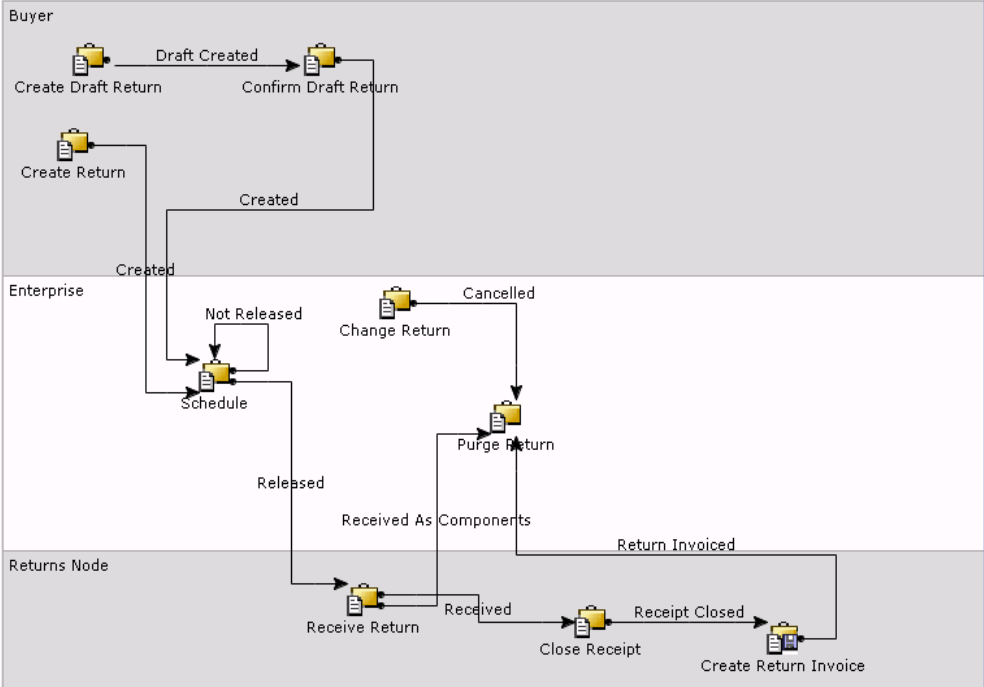 Buyer
Draft Created
Create Draft Return
Confirm Draft Return
Create Return
Created
Created
Enterprise
Cancelled
Not Released
Change Return
Schedule
Purge Return
Released
Received As Components
Return Invoiced
Returns Node
Received
Receipt Closed
Receive Return
Close Receipt
Create Return Invoice